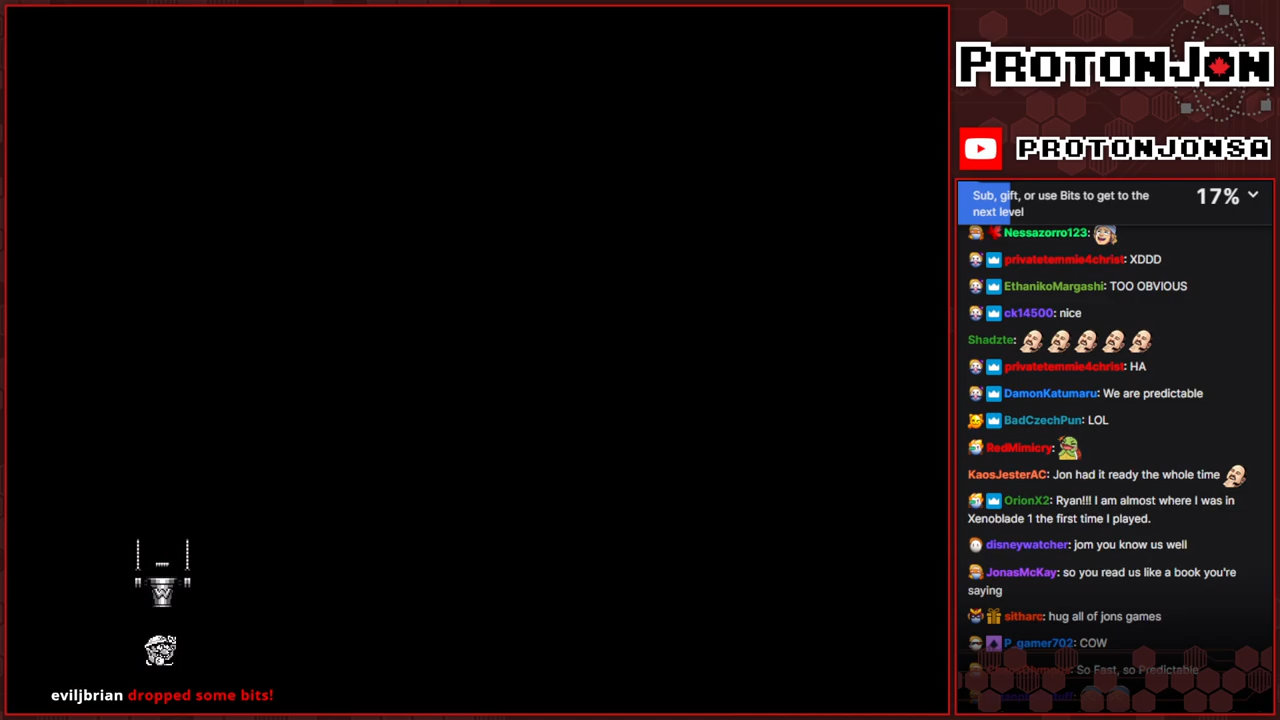 PROTONJON
PROTONJONSA
Sub, gift, or use Bits to get to the
next level
17%
Nessazorro123:
privatetemmie4christ: XDDD
EthanikoMargashi: TOO OBVIOUS
ck14500: nice
Shadzte:
privatetemmie4christ: HA
DamonKatumaru: We are predictable
BadCzechPun: LOL
RedMimicry:
KaosJesterAC: Jon had it ready the whole time
OrionX2: Ryan!!! I am almost where I was in
Xenoblade 1 the first time I played.
disneywatcher: jom you know us well
JonasMcKay: so you read us like a book you're
saying
sitharc: hug all of jons games
P_gamer702: COW
So Fast, so Predictable
W
eviljbrian dropped some bits!